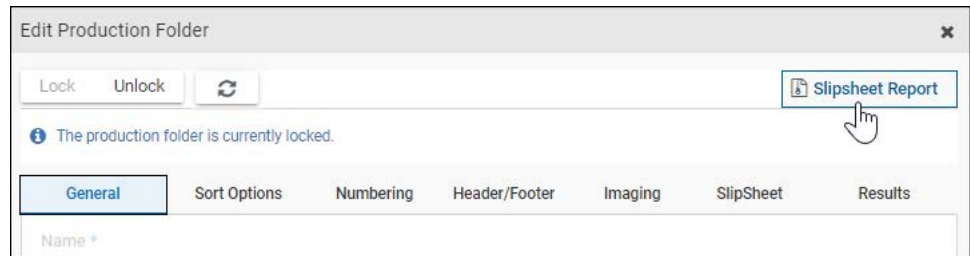 Edit Production Folder
Lock Unlock Slipsheet Report
The production folder is currently locked.
General Sort Options Numbering Header/Footer Imaging SlipSheet Results
Name *